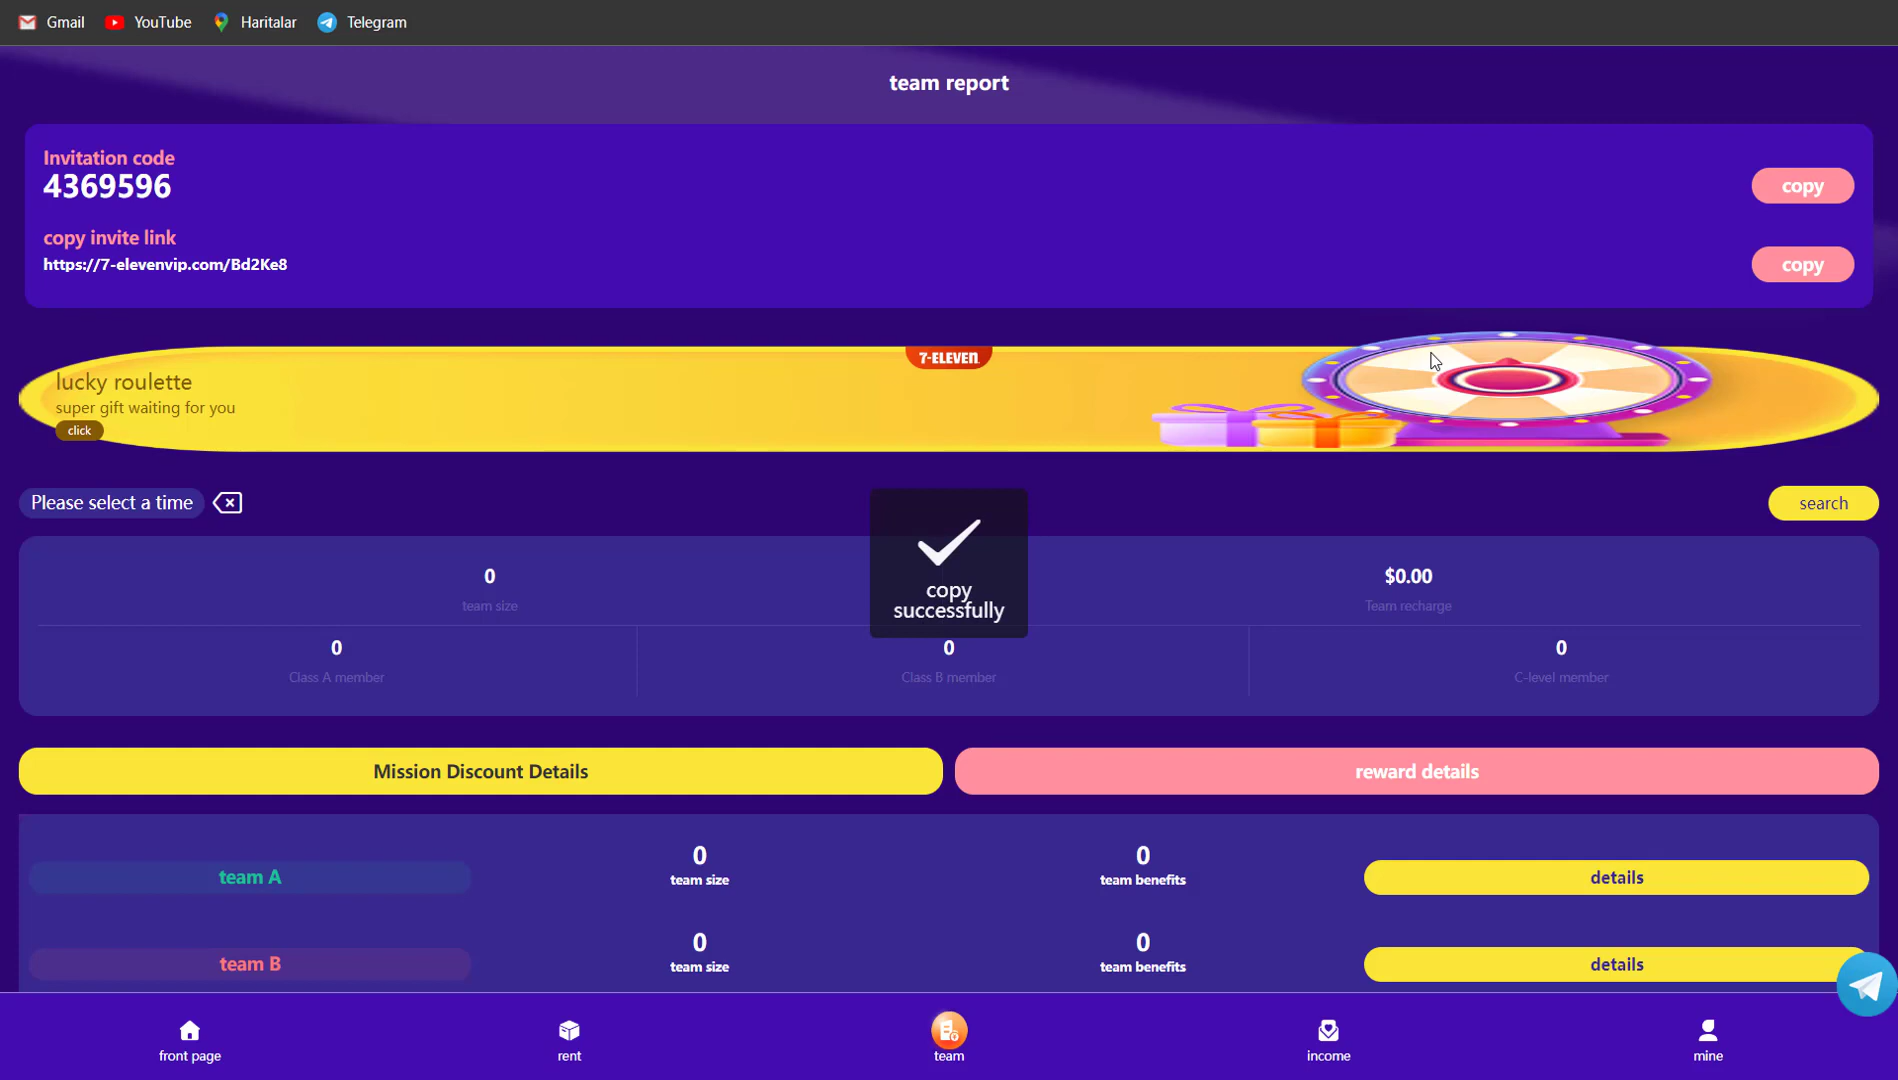 Gmail YouTube Haritalar Telegram
team report
Invitation code
4369596
copy
copy invite link
https://7-elevenvip.com/Bd2Ke8
copy
7-ELEVEN
lucky roulette
super gift waiting for you
click
Please select a time
search
0
team size
$0.00
Team recharge
copy
successfully
0
Class A member
0
Class B member
0
C-level member
Mission Discount Details
reward details
team A
0
team size
0
team benefits
details
team B
0
team size
0
team benefits
details
front page
rent
team
income
mine